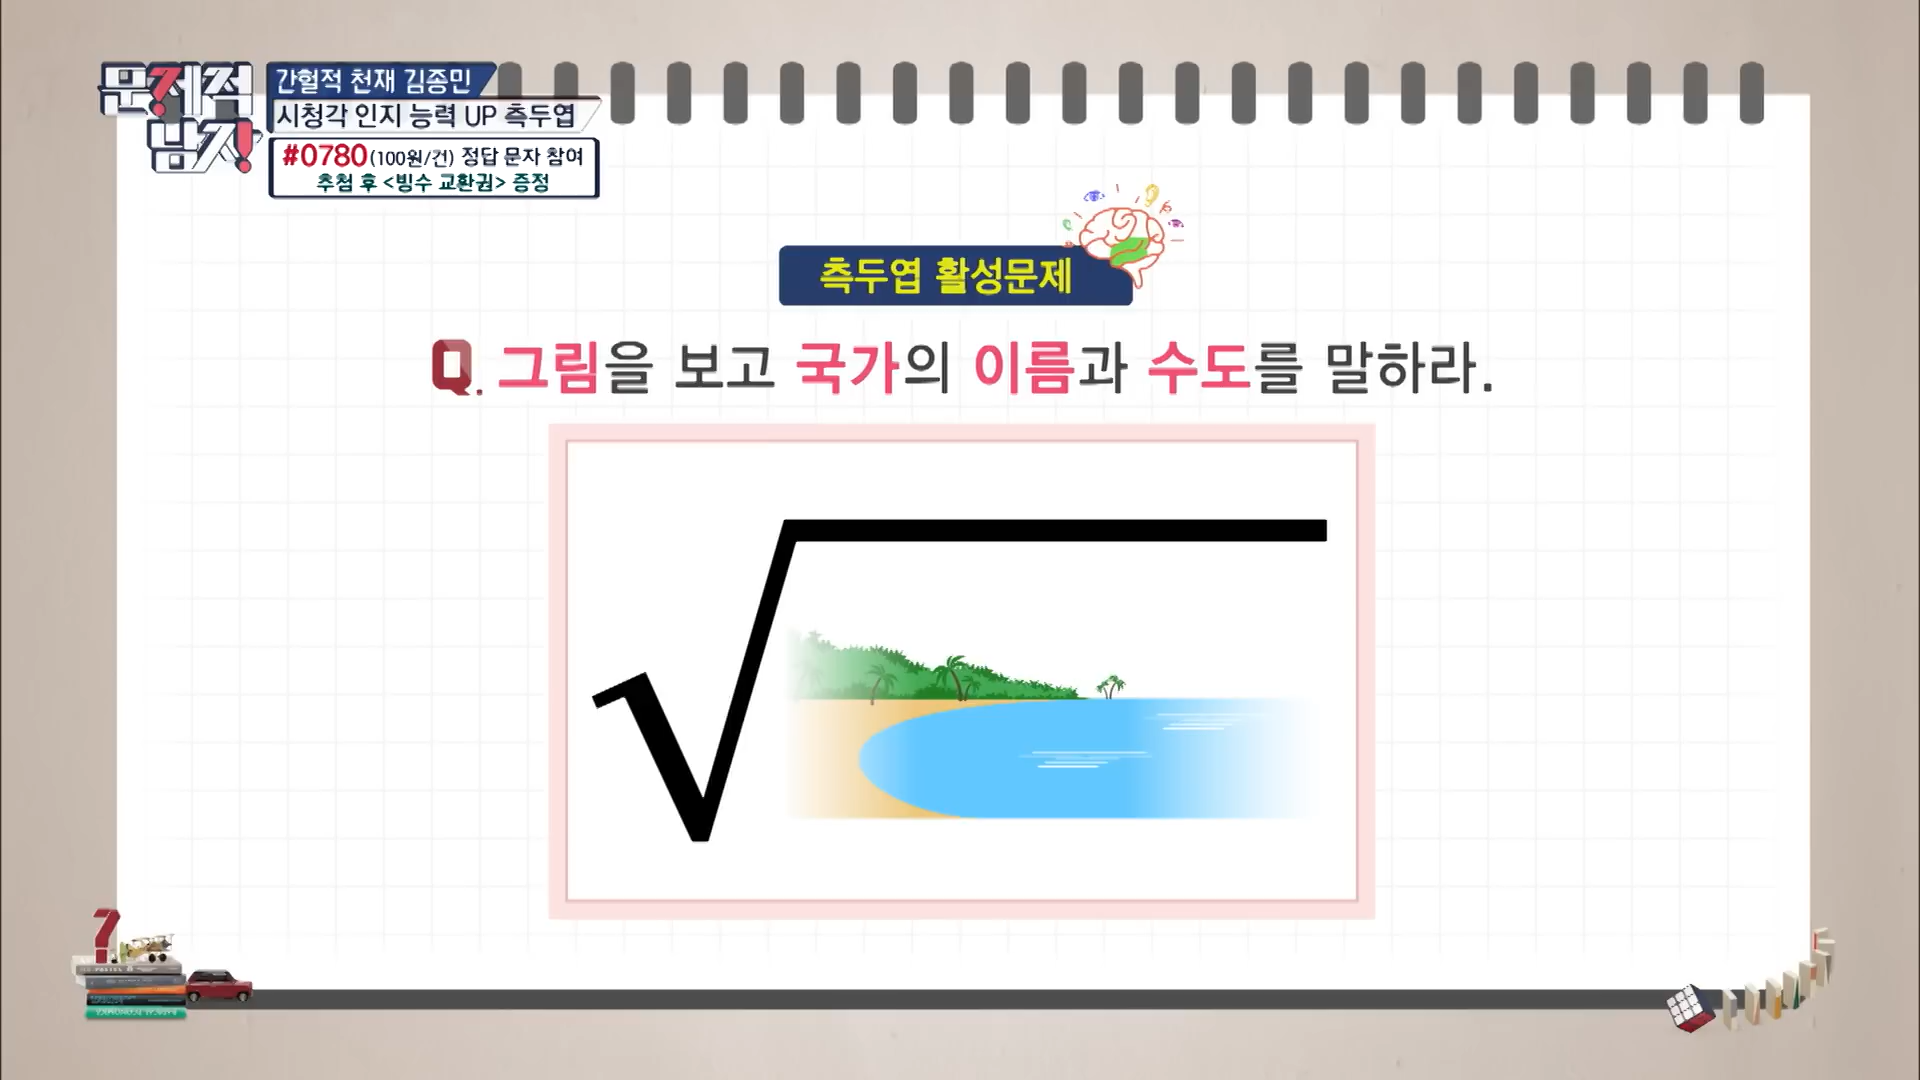 문제적
남자!
간헐적 천재 김종민
시청각 인지 능력 UP 측두엽
#0780(100원/건) 정답 문자 참여
추첨 후 <빙수 교환권> 증정
측두엽 활성문제
Q. 그림을 보고 국가의 이름과 수도를 말하라.
√